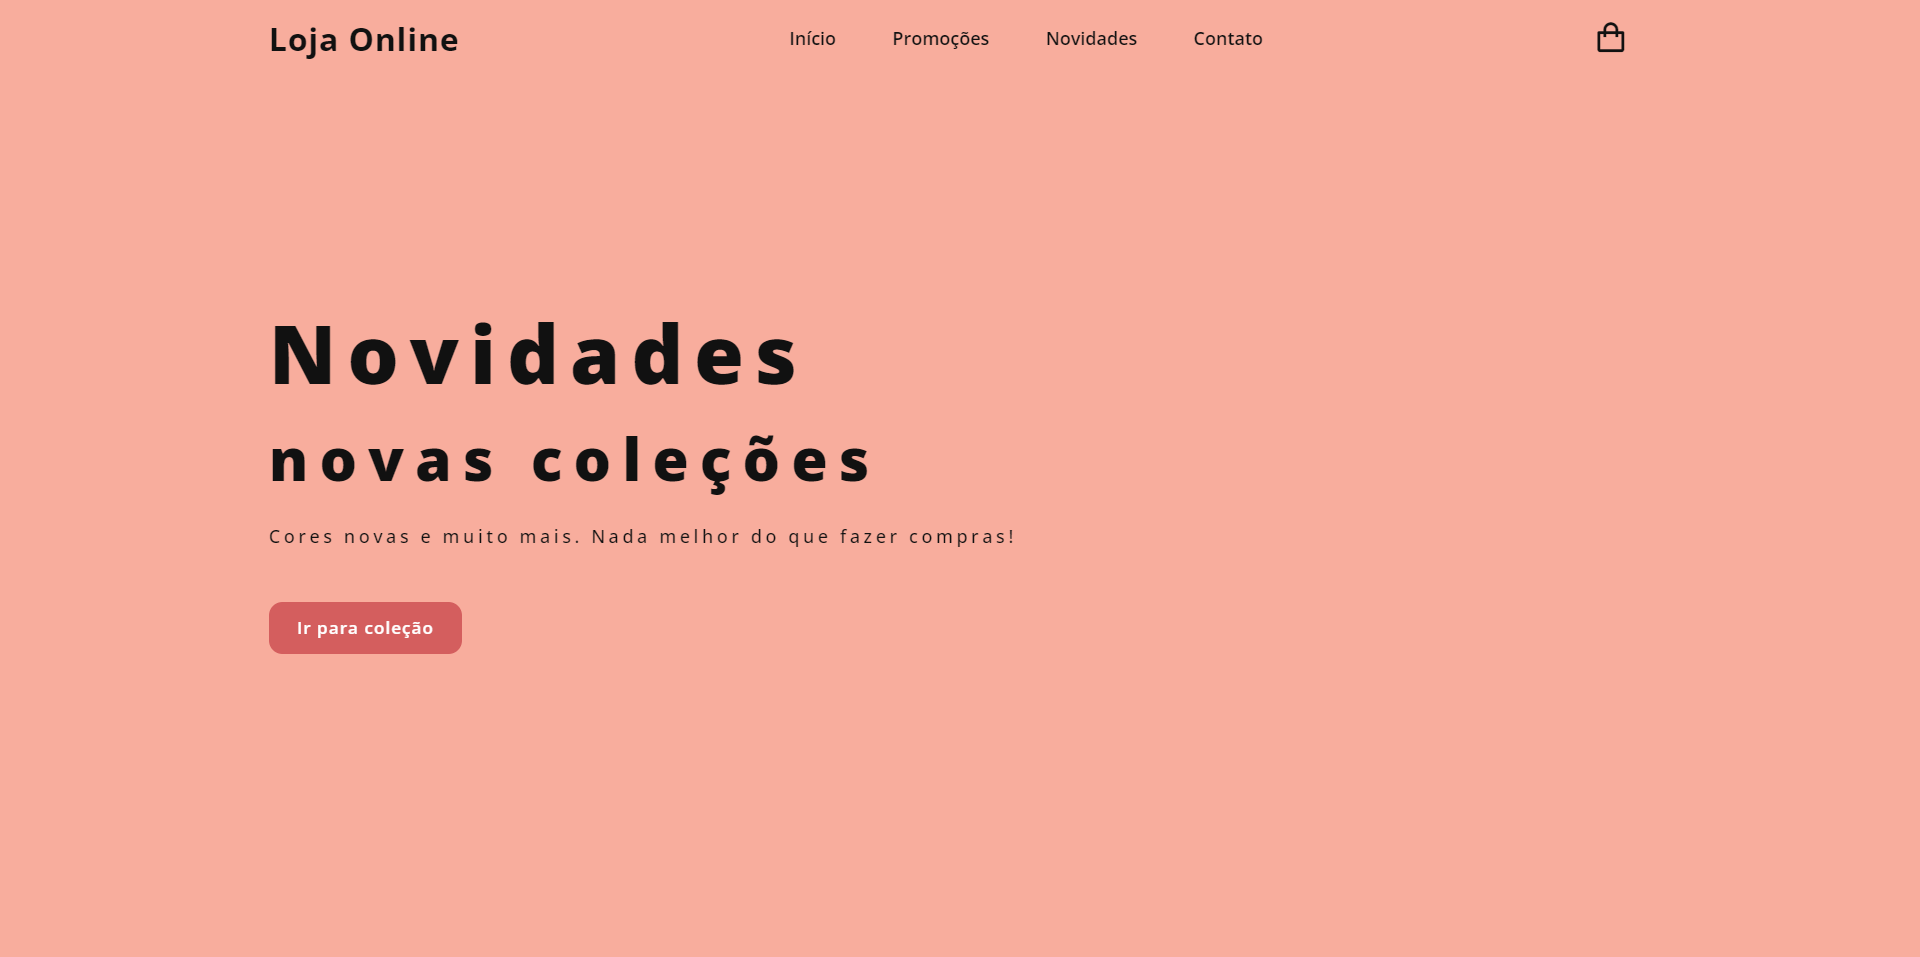 Loja Online
Início Promoções Novidades Contato
Novidades
novas coleções
Cores novas e muito mais. Nada melhor do que fazer compras!
Ir para coleção